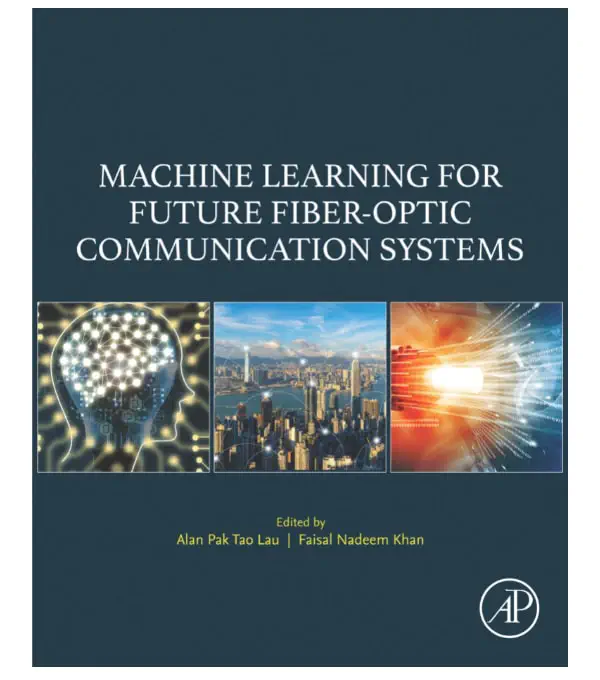 MACHINE LEARNING FOR
FUTURE FIBER-OPTIC
COMMUNICATION SYSTEMS
Edited by
Alan Pak Tao Lau | Faisal Nadeem Khan
AP